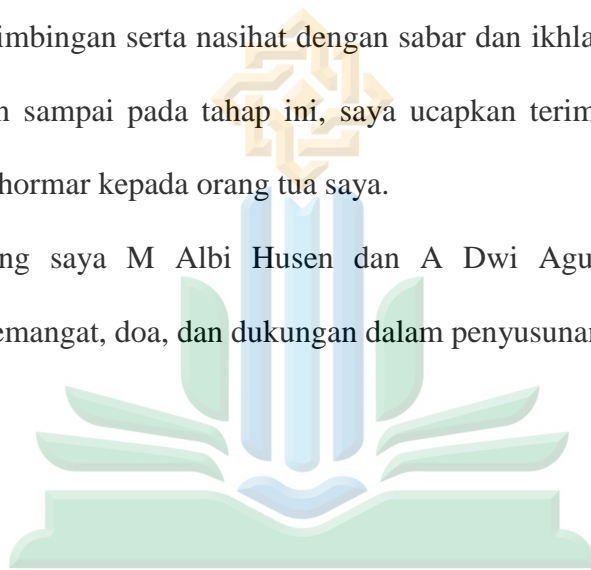 imbingan serta nasihat dengan sabar dan ikhla
sampai pada tahap ini, saya ucapkan terim
hormar kepada orang tua saya.
ng saya M Albi Husen dan A Dwi Agu
emangat, doa, dan dukungan dalam penyusunan